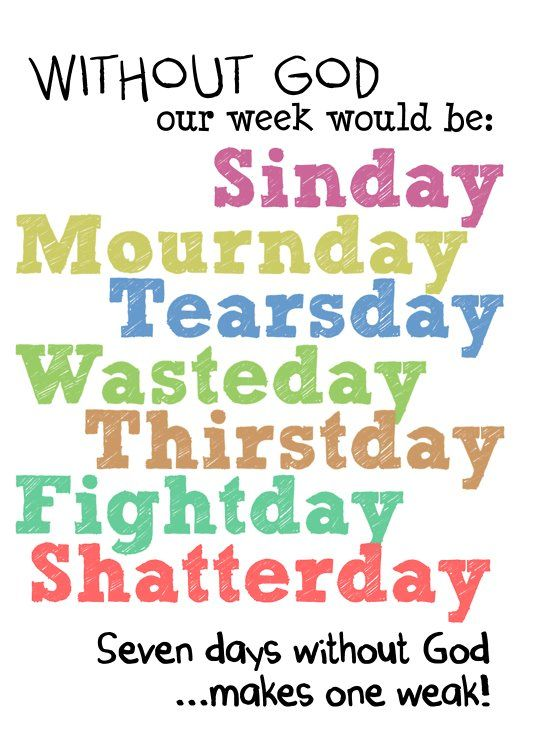 WITHOUT GOD
our week would be:
Sinday
Mournday
Tearsday
Wasteday
Thirstday
Fightday
Shatterday
Seven days without God
...makes one weak!